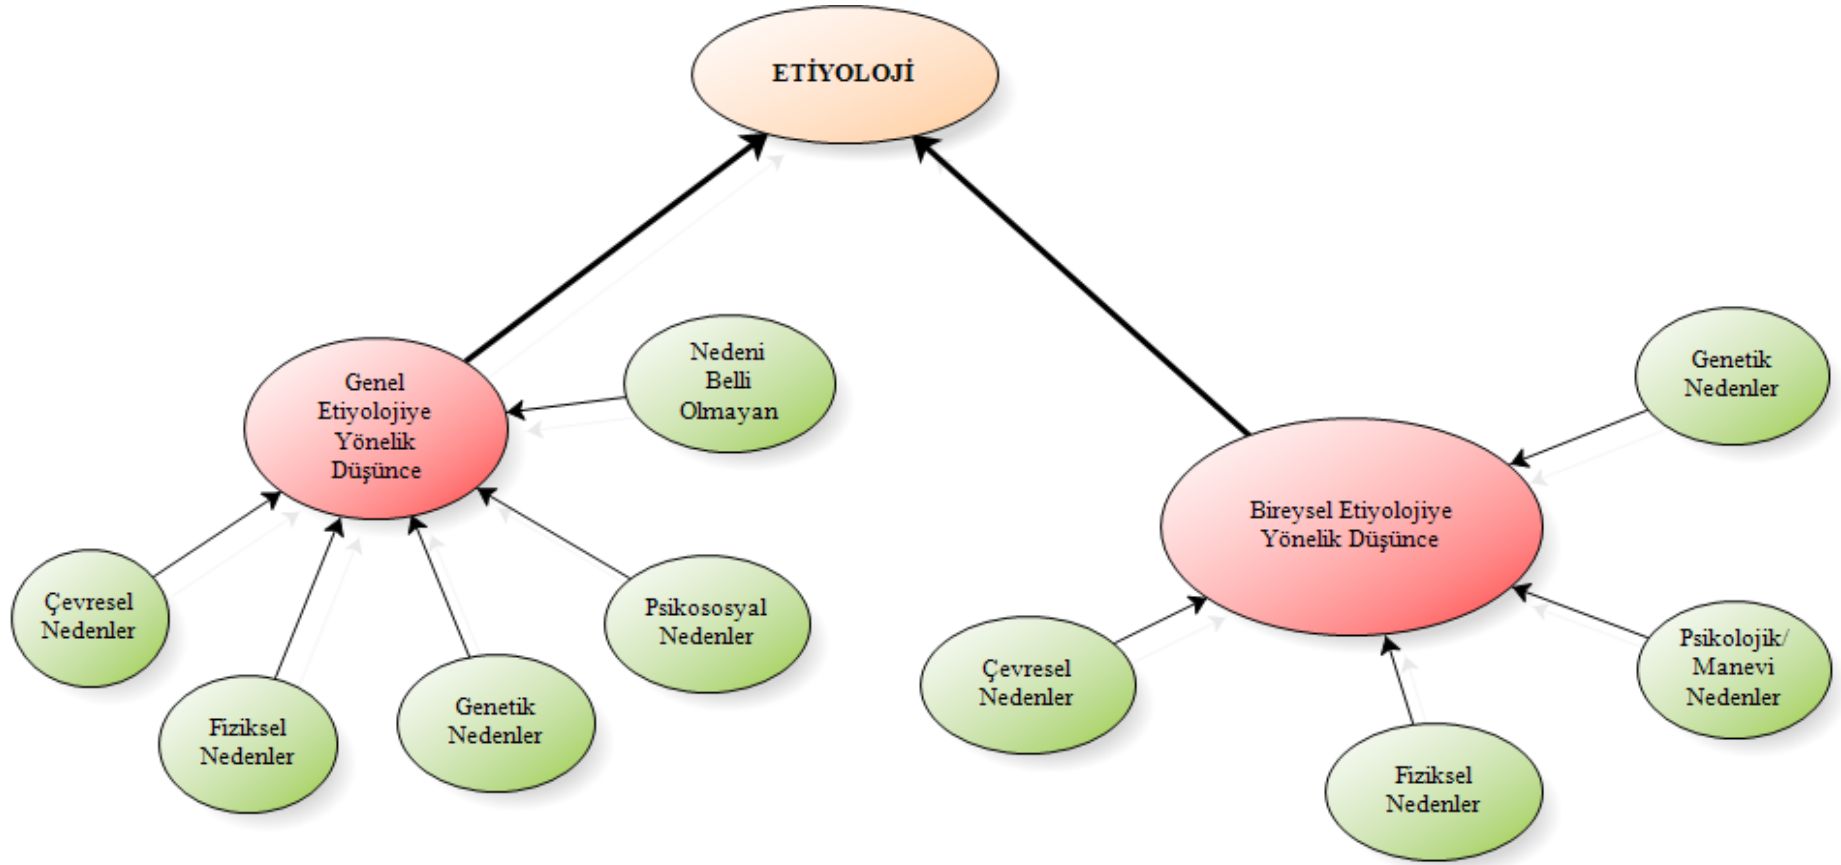 ETİYOLOJİ
Genel
Etiyolojiye
Yönelik
Düşünce
Nedeni
Belli
Olmayan
Çevresel
Nedenler
Fiziksel
Nedenler
Genetik
Nedenler
Psikososyal
Nedenler
Bireysel Etiyolojiye
Yönelik Düşünce
Genetik
Nedenler
Çevresel
Nedenler
Fiziksel
Nedenler
Psikolojik/
Manevi
Nedenler